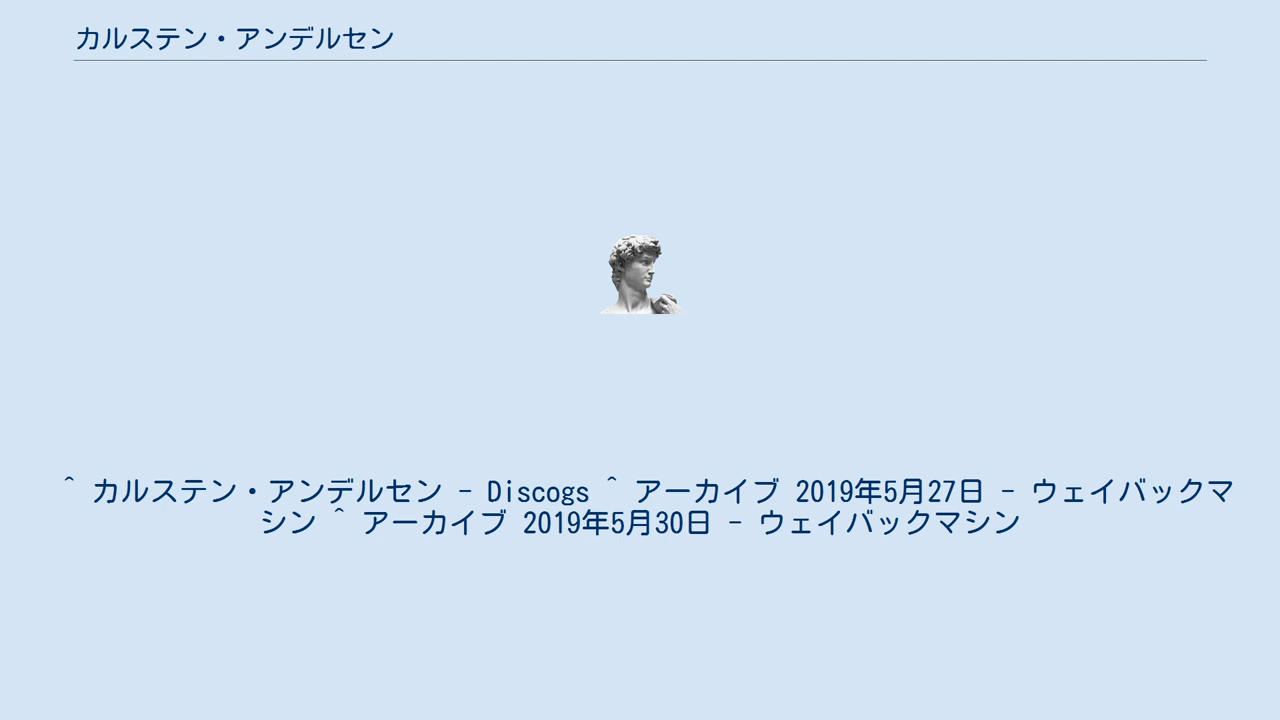 カルステン・アンデルセン
^ カルステン・アンデルセン - Discogs ^ アーカイブ 2019年5月27日 - ウェイバックマ
シン ^ アーカイブ 2019年5月30日 - ウェイバックマシン